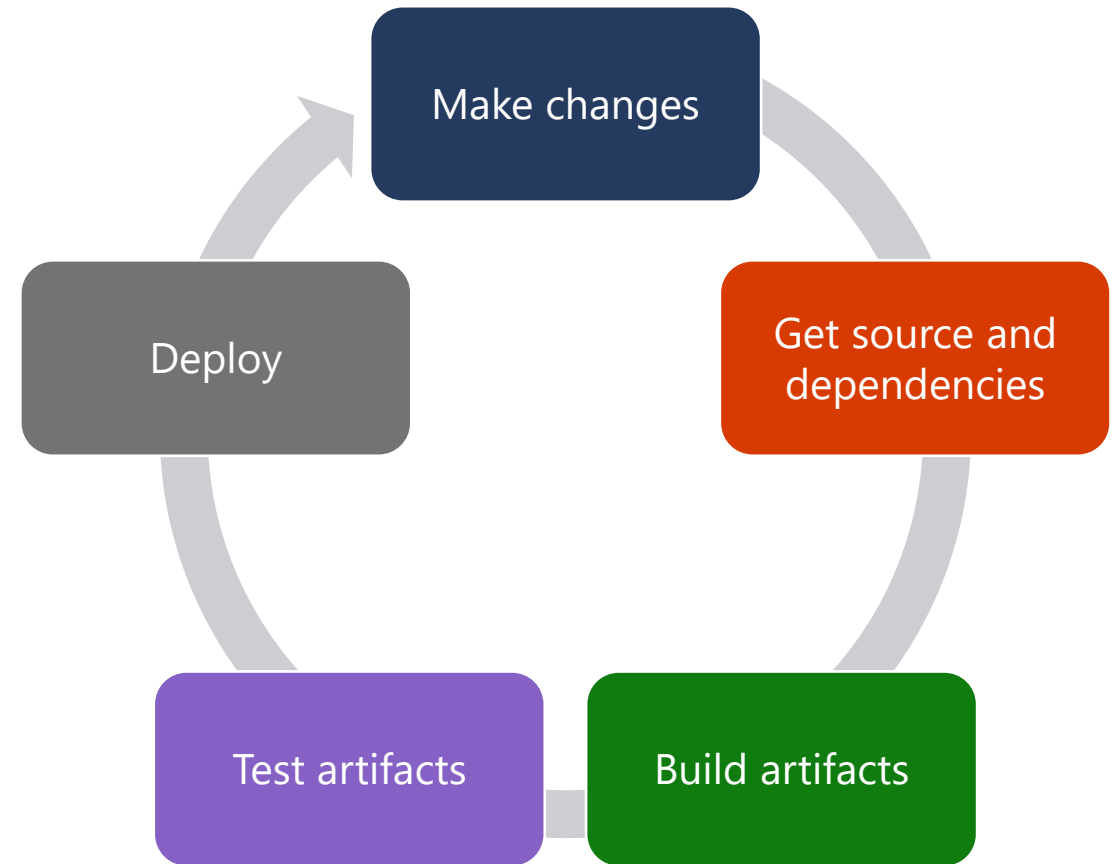 Make changes
Get source and
dependencies
Build artifacts
Test artifacts
Deploy